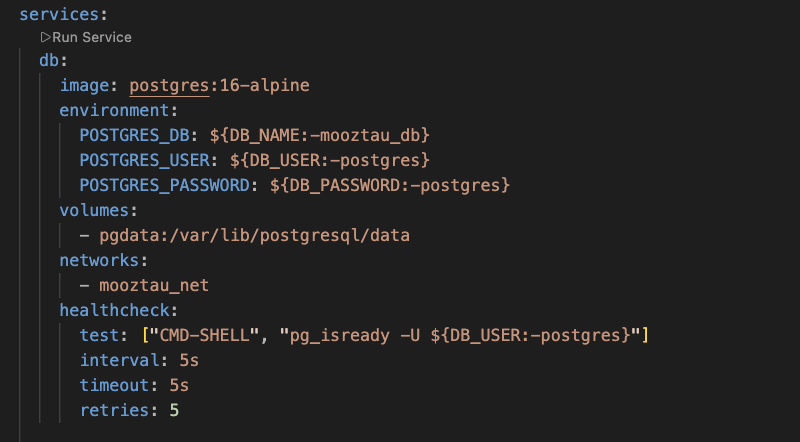 services:
▷Run Service
db:
image: postgres:16-alpine
environment:
POSTGRES_DB: ${DB_NAME:-mooztau_db}
POSTGRES_USER: ${DB_USER:-postgres}
POSTGRES_PASSWORD: ${DB_PASSWORD:-postgres}
volumes:
- pgdata:/var/lib/postgresql/data
networks:
- mooztau_net
healthcheck:
test: ["CMD-SHELL", "pg_isready -U ${DB_USER:-postgres}"]
interval: 5s
timeout: 5s
retries: 5